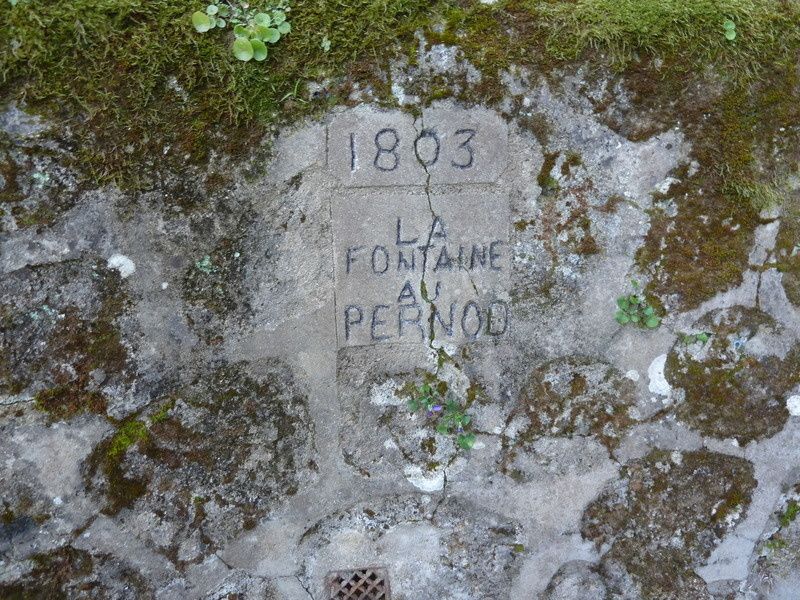 1803
LA
FONTAINE
AU
PERNOD